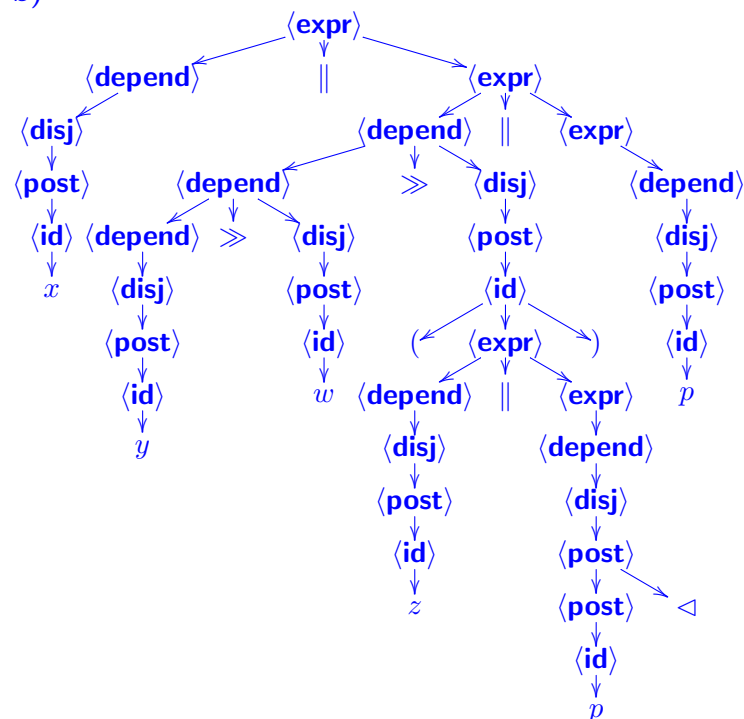 ⟨expr⟩
⟨depend⟩ ∥ ⟨expr⟩
⟨disj⟩ ⟨depend⟩ ∥ ⟨expr⟩
⟨post⟩ ⟨depend⟩ ≫ ⟨disj⟩ ⟨depend⟩
⟨id⟩ ⟨depend⟩ ≫ ⟨disj⟩ ⟨post⟩ ⟨disj⟩
x ⟨disj⟩ ⟨post⟩ ⟨id⟩ ⟨post⟩
⟨post⟩ ⟨id⟩ ( ⟨expr⟩ ) ⟨id⟩
⟨id⟩ w ⟨depend⟩ ∥ ⟨expr⟩ p
y ⟨disj⟩ ⟨depend⟩
⟨post⟩ ⟨disj⟩
⟨id⟩ ⟨post⟩
z ⟨post⟩ ◁
⟨id⟩
p